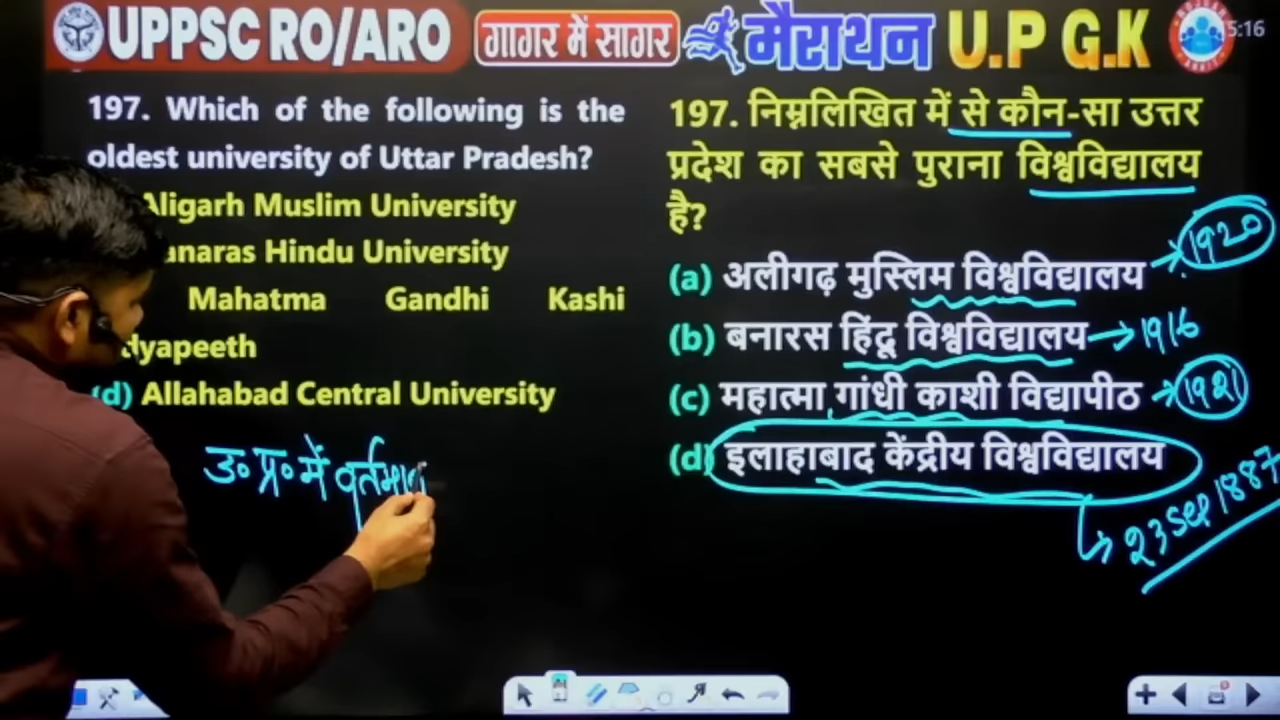 UPPSC RO/ARO गागर में सागर मैराथन U.P G.K 5:16
197. Which of the following is the
oldest university of Uttar Pradesh?
Aligarh Muslim University
anaras Hindu University
Mahatma Gandhi Kashi
dyapeeth
(d) Allahabad Central University
उ० प्र० में वर्तमान
197. निम्नलिखित में से कौन-सा उत्तर
प्रदेश का सबसे पुराना विश्वविद्यालय
है?
(a) अलीगढ़ मुस्लिम विश्वविद्यालय → 1920
(b) बनारस हिंदू विश्वविद्यालय → 1916
(c) महात्मा गांधी काशी विद्यापीठ → 1921
(d) इलाहाबाद केंद्रीय विश्वविद्यालय
→ 23 Sep 1887